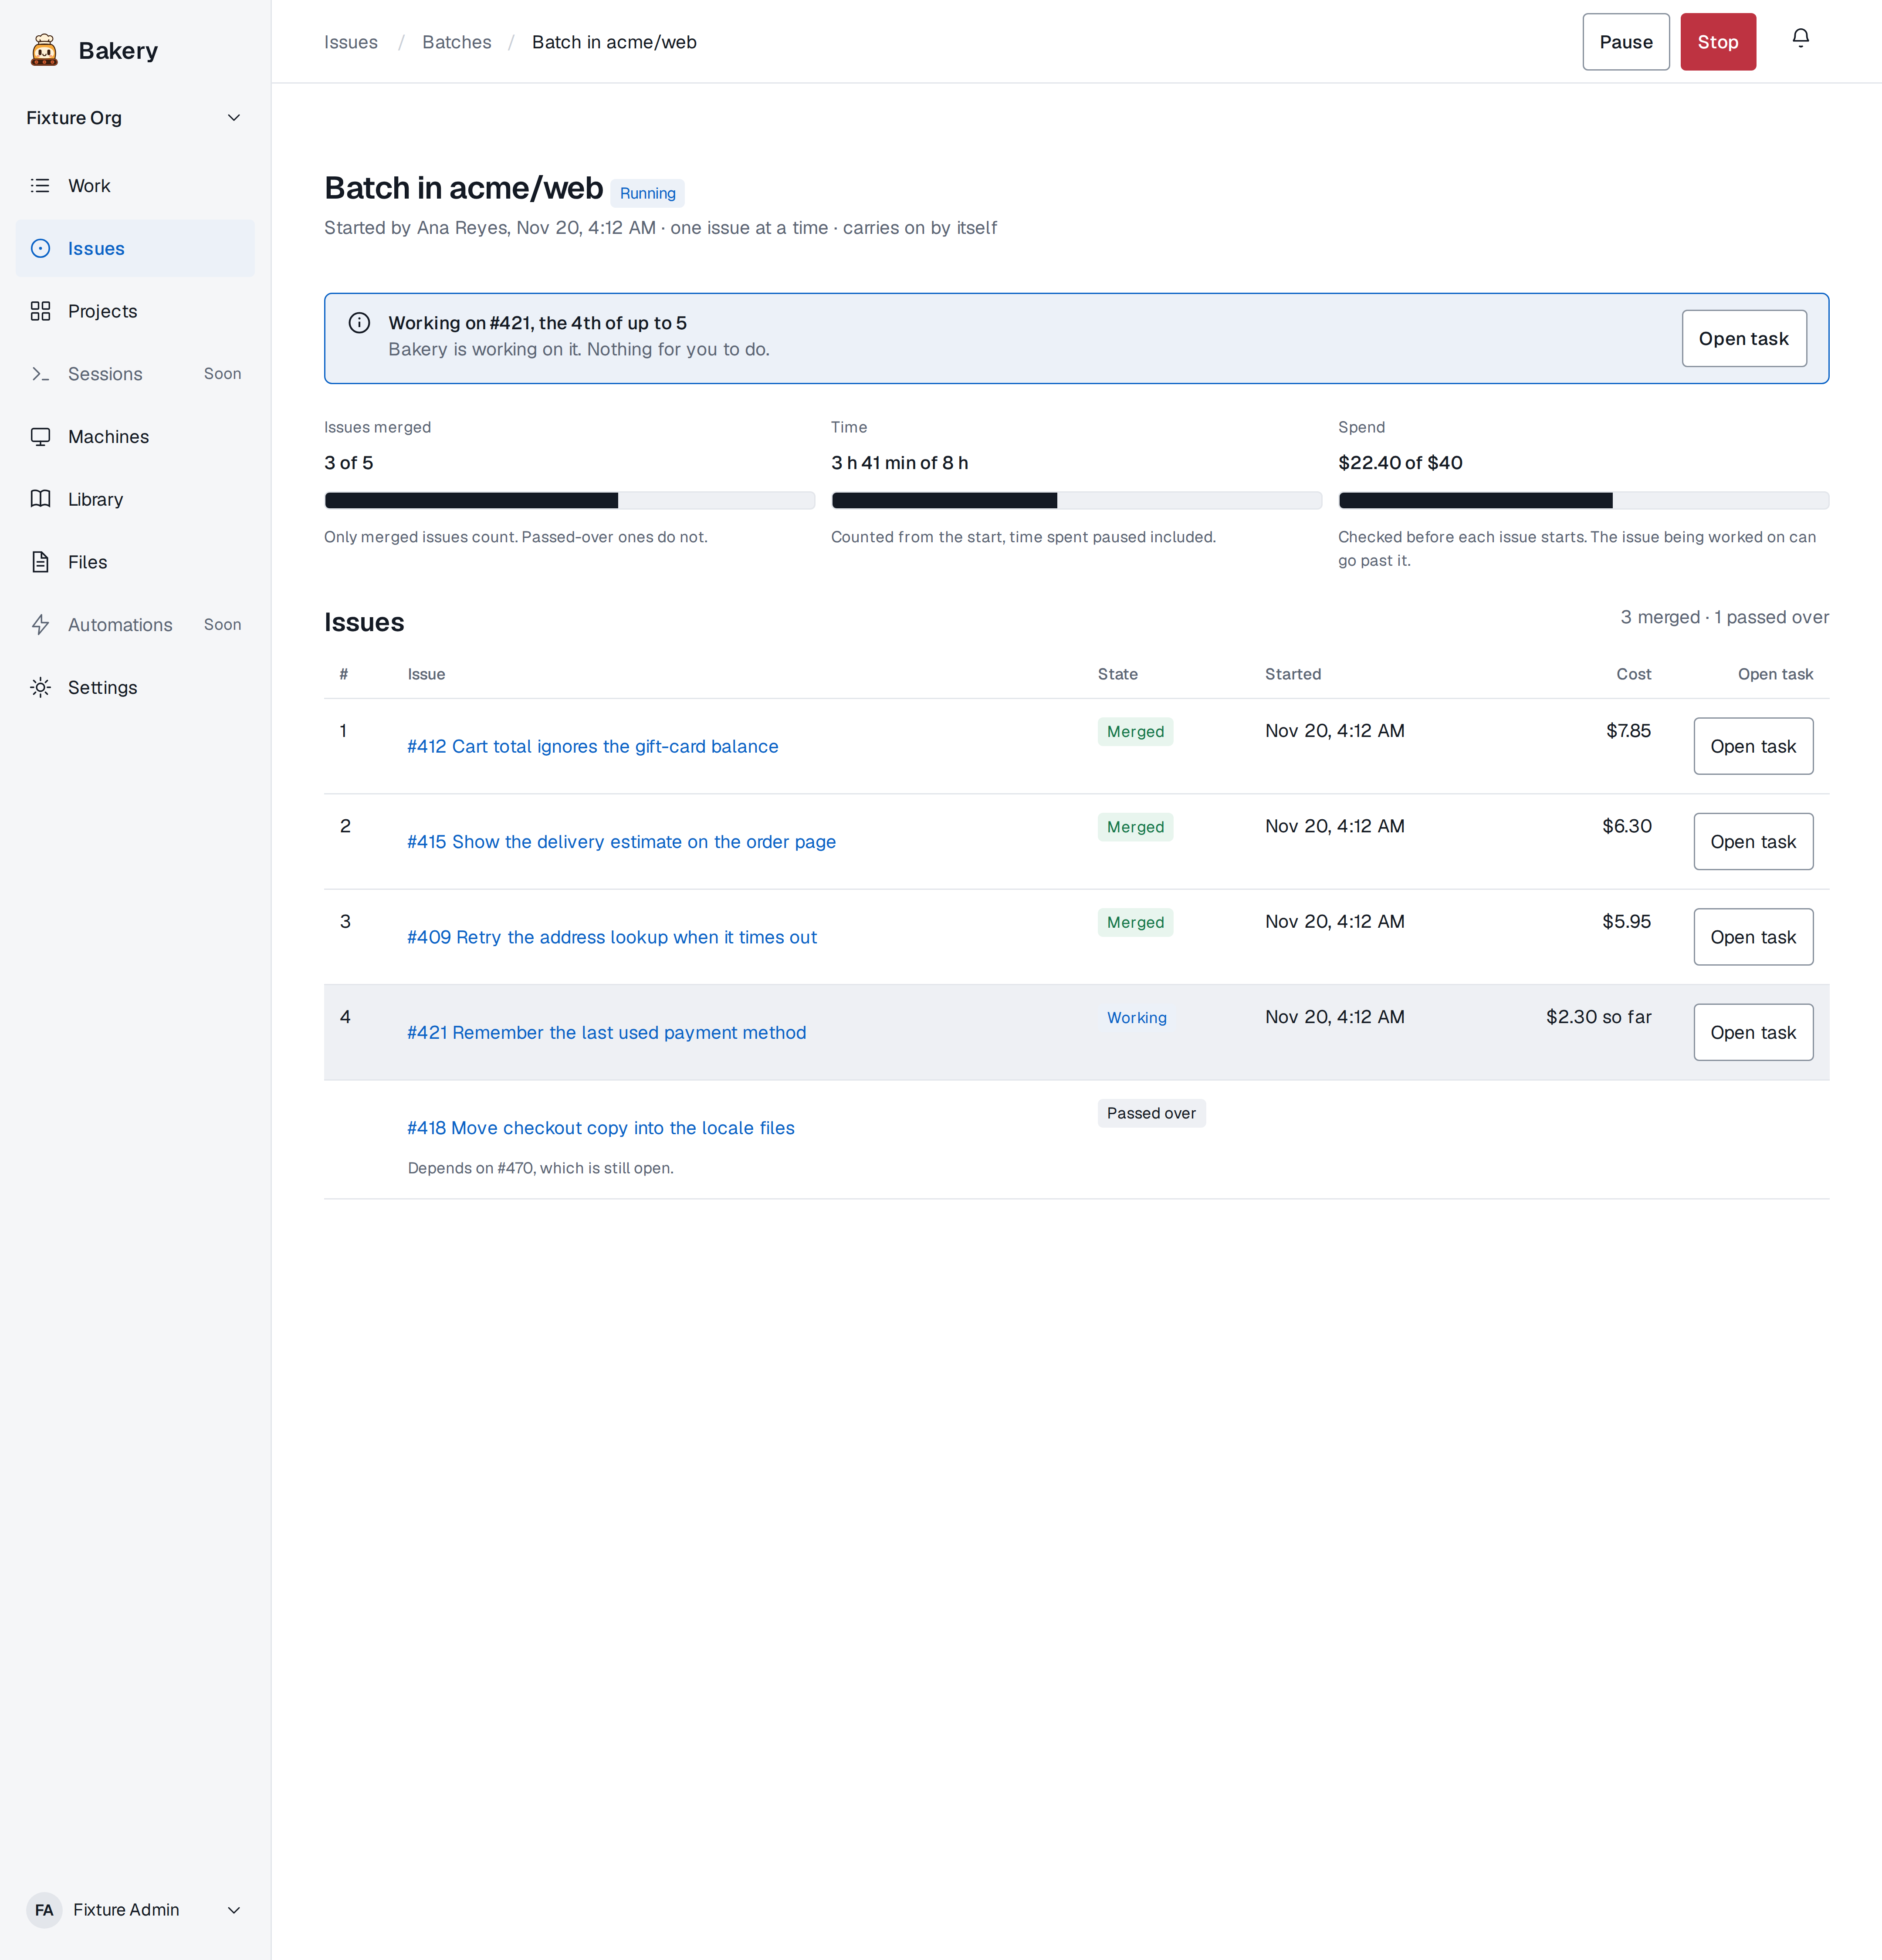 Bakery
Fixture Org
Work
Issues
Projects
Sessions Soon
Machines
Library
Files
Automations Soon
Settings
FA Fixture Admin
Issues / Batches / Batch in acme/web
Pause
Stop
Batch in acme/web Running
Started by Ana Reyes, Nov 20, 4:12 AM · one issue at a time · carries on by itself
Working on #421, the 4th of up to 5
Bakery is working on it. Nothing for you to do.
Open task
Issues merged
3 of 5
Only merged issues count. Passed-over ones do not.
Time
3 h 41 min of 8 h
Counted from the start, time spent paused included.
Spend
$22.40 of $40
Checked before each issue starts. The issue being worked on can
go past it.
Issues
3 merged · 1 passed over
# Issue State Started Cost Open task
1 #412 Cart total ignores the gift-card balance Merged Nov 20, 4:12 AM $7.85 Open task
2 #415 Show the delivery estimate on the order page Merged Nov 20, 4:12 AM $6.30 Open task
3 #409 Retry the address lookup when it times out Merged Nov 20, 4:12 AM $5.95 Open task
4 #421 Remember the last used payment method Working Nov 20, 4:12 AM $2.30 so far Open task
#418 Move checkout copy into the locale files Passed over
Depends on #470, which is still open.